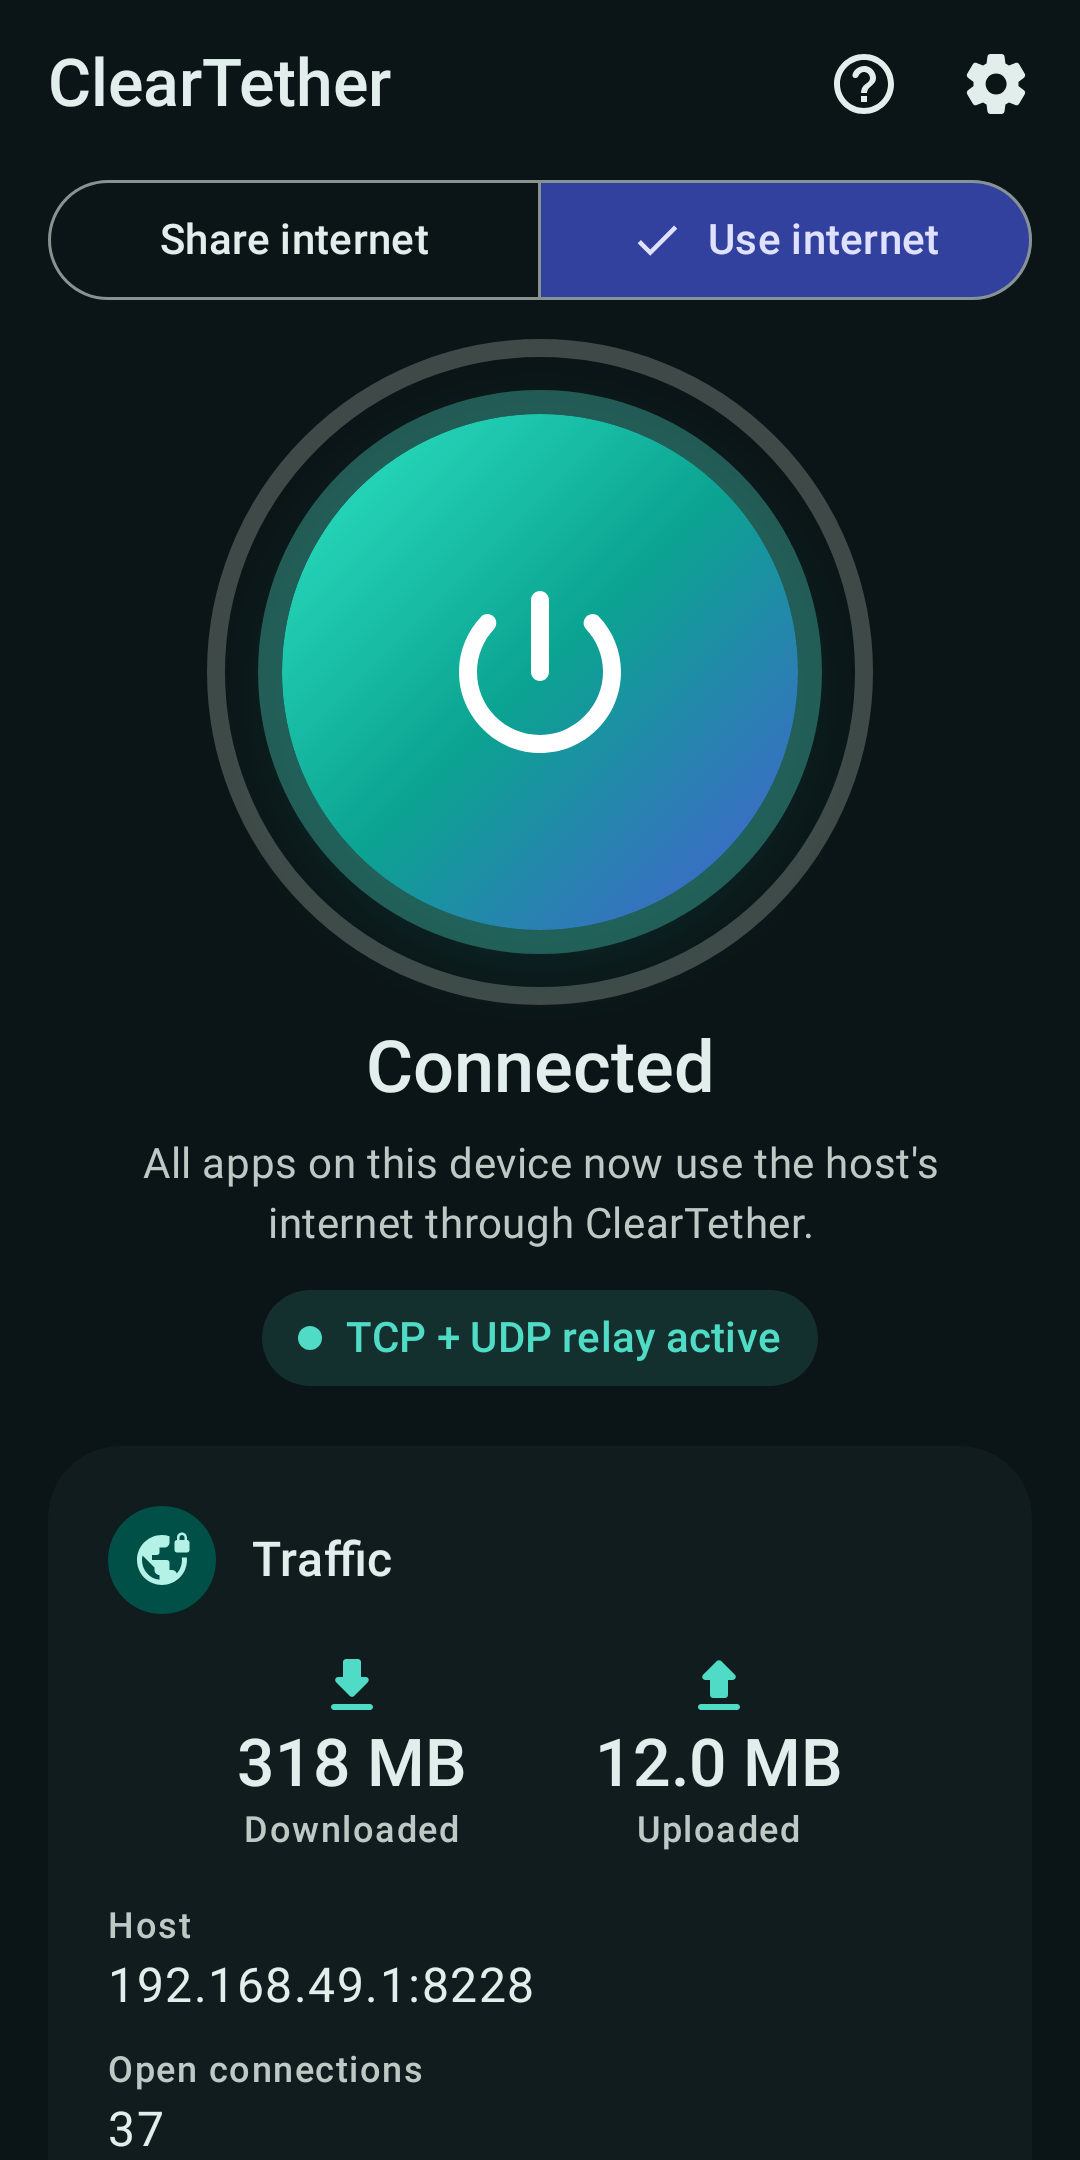 ClearTether
Share internet
Use internet
Connected
All apps on this device now use the host's
internet through ClearTether.
TCP + UDP relay active
Traffic
318 MB
12.0 MB
Downloaded
Uploaded
Host
192.168.49.1:8228
Open connections
37